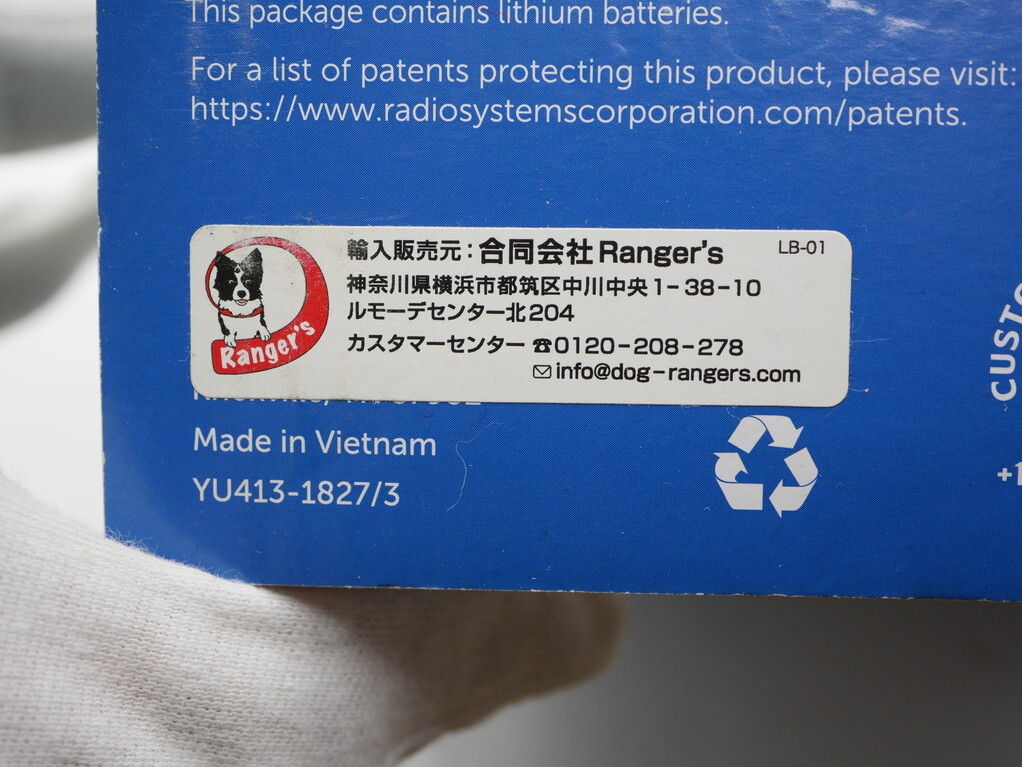 This package contains lithium batteries.
For a list of patents protecting this product, please visit:
https://www.radiosystemscorporation.com/patents.
輸入販売元：合同会社 Ranger's
LB-01
神奈川県横浜市都筑区中川中央1-38-10
ルモーデセンター北204
カスタマーセンター ☎0120-208-278
✉info@dog-rangers.com
Ranger's
Made in Vietnam
YU413-1827/3